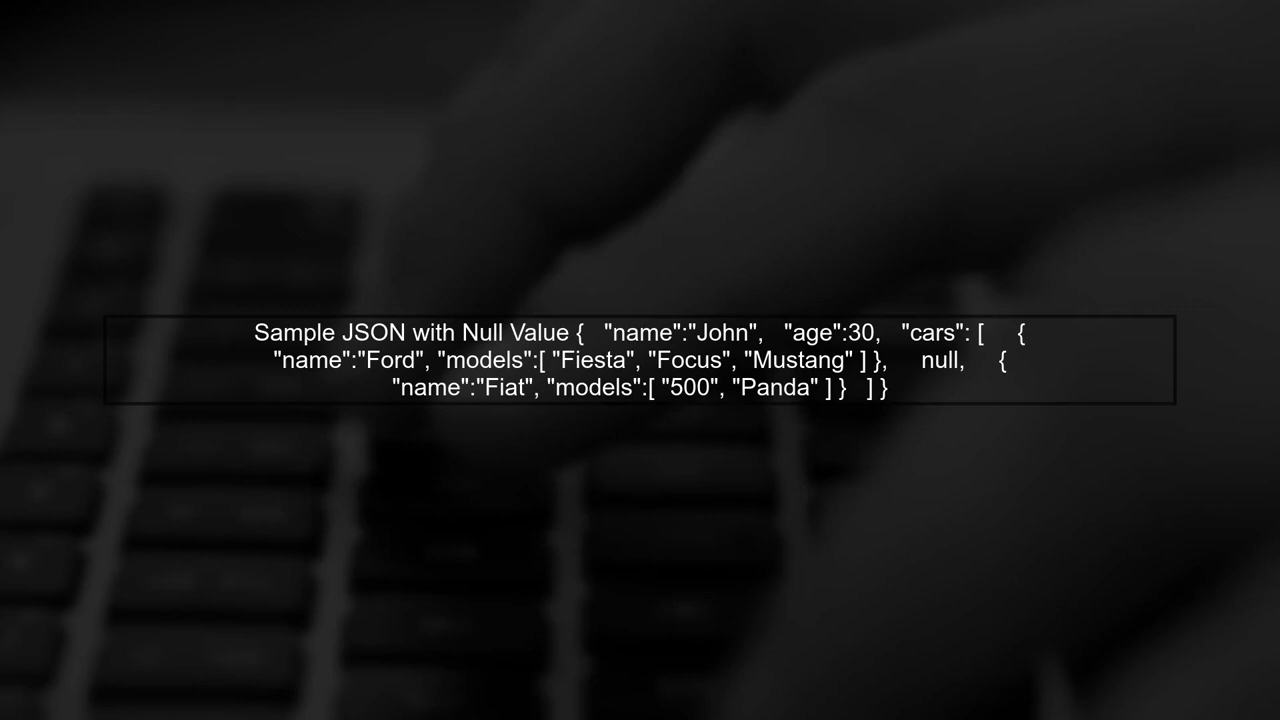 Sample JSON with Null Value {   "name":"John",   "age":30,   "cars": [     {
"name":"Ford", "models":[ "Fiesta", "Focus", "Mustang" ] },     null,     {
"name":"Fiat", "models":[ "500", "Panda" ] }   ] }